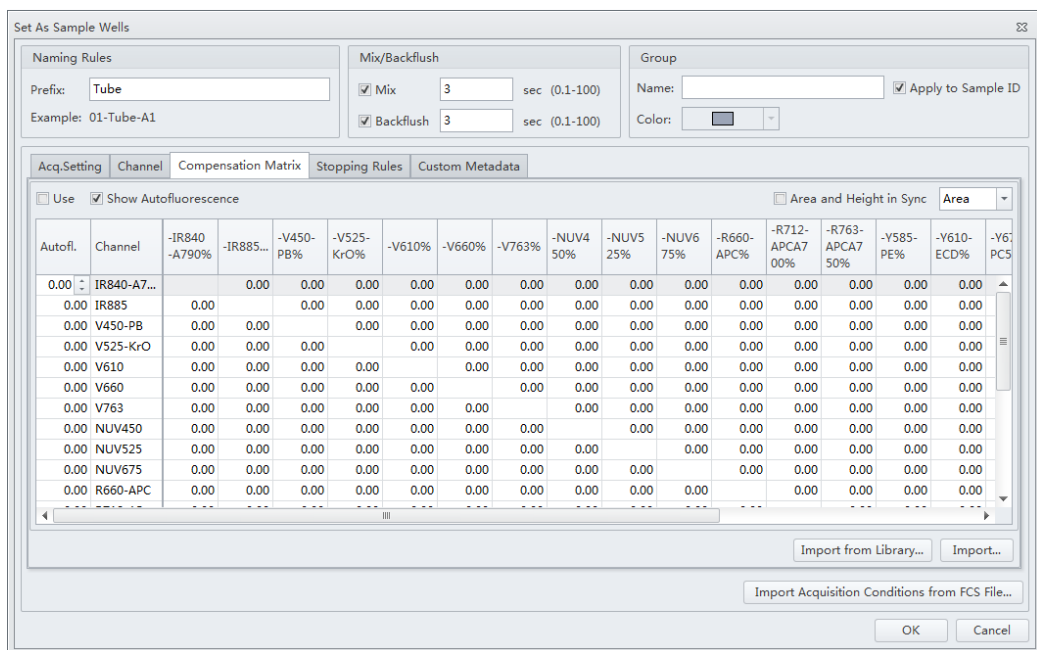 Set As Sample Wells
Naming Rules
Prefix: Tube
Example: 01-Tube-A1
Mix/Backflush
Mix 3 sec (0.1-100)
Backflush 3 sec (0.1-100)
Group
Name: Apply to Sample ID
Color:
Acq.Setting Channel Compensation Matrix Stopping Rules Custom Metadata
Use Show Autofluorescence Area and Height in Sync Area
Autofl. Channel -IR840-A790% -IR885... -V450-PB% -V525-KrO% -V610% -V660% -V763% -NUV450% -NUV525% -NUV675% -R660-APC% -R712-APCA700% -R763-APCA750% -Y585-PE% -Y610-ECD%
0.00 IR840-A7... 0.00 0.00 0.00 0.00 0.00 0.00 0.00 0.00 0.00 0.00 0.00 0.00 0.00 0.00
0.00 IR885 0.00 0.00 0.00 0.00 0.00 0.00 0.00 0.00 0.00 0.00 0.00 0.00 0.00 0.00
0.00 V450-PB 0.00 0.00 0.00 0.00 0.00 0.00 0.00 0.00 0.00 0.00 0.00 0.00 0.00 0.00
0.00 V525-KrO 0.00 0.00 0.00 0.00 0.00 0.00 0.00 0.00 0.00 0.00 0.00 0.00 0.00 0.00
0.00 V610 0.00 0.00 0.00 0.00 0.00 0.00 0.00 0.00 0.00 0.00 0.00 0.00 0.00 0.00
0.00 V660 0.00 0.00 0.00 0.00 0.00 0.00 0.00 0.00 0.00 0.00 0.00 0.00 0.00 0.00
0.00 V763 0.00 0.00 0.00 0.00 0.00 0.00 0.00 0.00 0.00 0.00 0.00 0.00 0.00 0.00
0.00 NUV450 0.00 0.00 0.00 0.00 0.00 0.00 0.00 0.00 0.00 0.00 0.00 0.00 0.00 0.00
0.00 NUV525 0.00 0.00 0.00 0.00 0.00 0.00 0.00 0.00 0.00 0.00 0.00 0.00 0.00 0.00
0.00 NUV675 0.00 0.00 0.00 0.00 0.00 0.00 0.00 0.00 0.00 0.00 0.00 0.00 0.00 0.00
0.00 R660-APC 0.00 0.00 0.00 0.00 0.00 0.00 0.00 0.00 0.00 0.00 0.00 0.00 0.00 0.00
Import from Library... Import...
Import Acquisition Conditions from FCS File...
OK Cancel